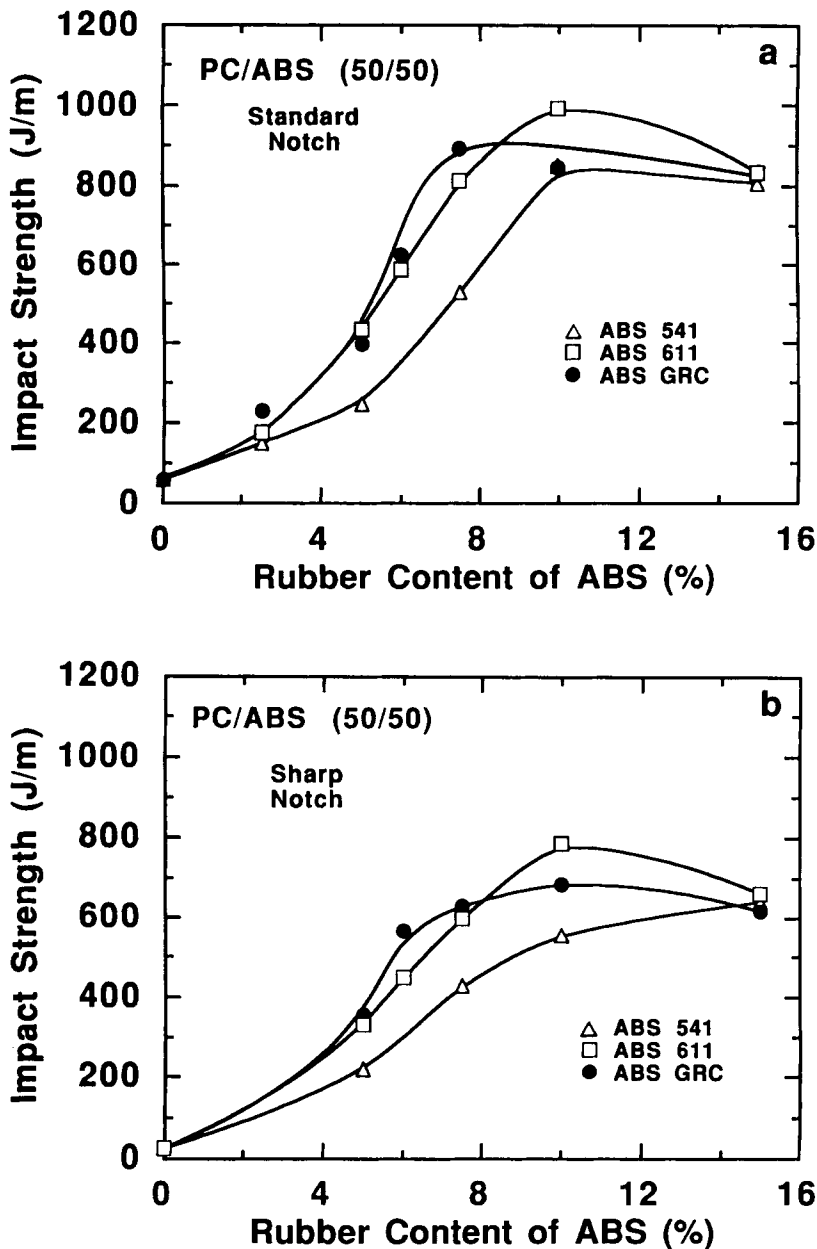 1200
1000
800
600
400
200
0
Impact Strength (J/m)
PC/ABS (50/50)
a
Standard
Notch
ABS 541
ABS 611
ABS GRC
0 4 8 12 16
Rubber Content of ABS (%)
1200
1000
800
600
400
200
0
Impact Strength (J/m)
PC/ABS (50/50)
b
Sharp
Notch
ABS 541
ABS 611
ABS GRC
0 4 8 12 16
Rubber Content of ABS (%)